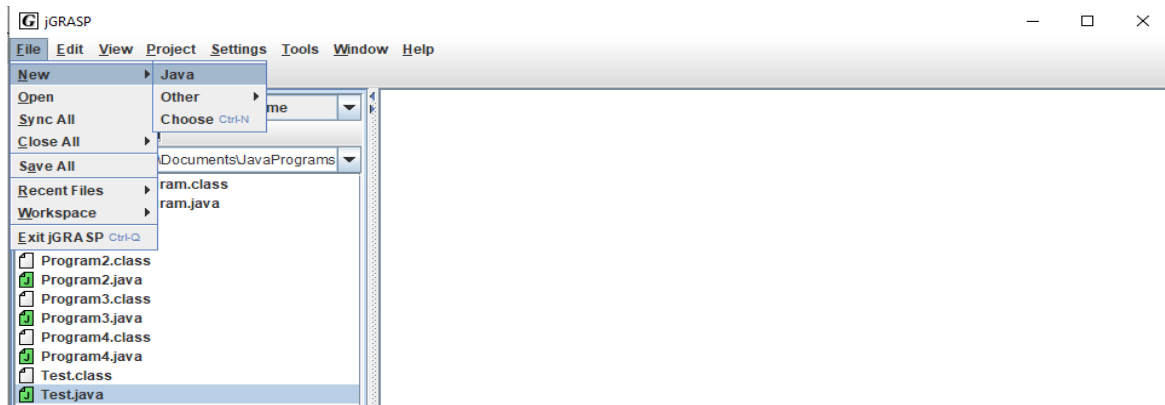 G jGRASP
File Edit View Project Settings Tools Window Help
New Java
Open Other
me
Sync All Choose Ctrl-N
Close All
\Documents\JavaPrograms
Save All
ram.class
Recent Files
ram.java
Workspace
Exit jGRASP Ctrl-Q
Program2.class
J Program2.java
Program3.class
J Program3.java
Program4.class
J Program4.java
Test.class
J Test.java